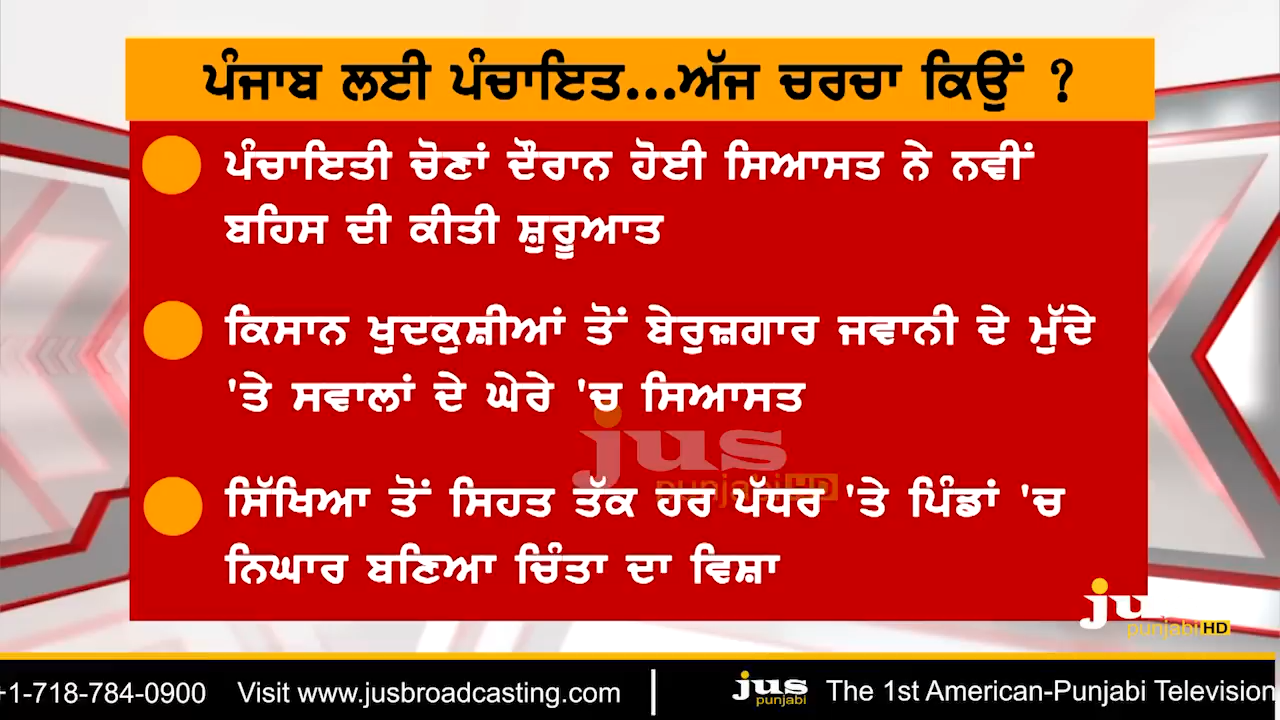 ਪੰਜਾਬ ਲਈ ਪੰਚਾਇਤ...ਅੱਜ ਚਰਚਾ ਕਿਉਂ ?
ਪੰਚਾਇਤੀ ਚੋਣਾਂ ਦੌਰਾਨ ਹੋਈ ਸਿਆਸਤ ਨੇ ਨਵੀਂ
ਬਹਿਸ ਦੀ ਕੀਤੀ ਸ਼ੁਰੂਆਤ
ਕਿਸਾਨ ਖੁਦਕੁਸ਼ੀਆਂ ਤੋਂ ਬੇਰੁਜ਼ਗਾਰ ਜਵਾਨੀ ਦੇ ਮੁੱਦੇ
'ਤੇ ਸਵਾਲਾਂ ਦੇ ਘੇਰੇ 'ਚ ਸਿਆਸਤ
jus
punjabi HD
ਸਿੱਖਿਆ ਤੋਂ ਸਿਹਤ ਤੱਕ ਹਰ ਪੱਧਰ 'ਤੇ ਪਿੰਡਾਂ 'ਚ
ਨਿਘਾਰ ਬਣਿਆ ਚਿੰਤਾ ਦਾ ਵਿਸ਼ਾ
jus
punjabi HD
+1-718-784-0900 Visit www.jusbroadcasting.com | jus punjabi The 1st American-Punjabi Television